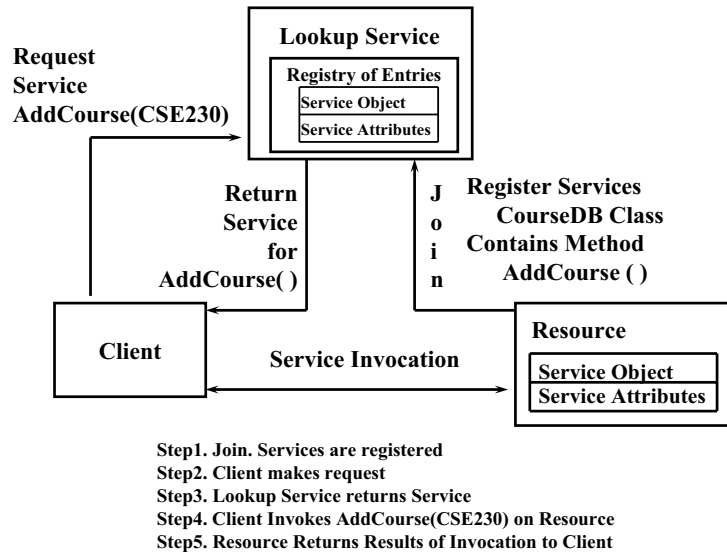 Lookup Service
Registry of Entries
Service Object
Service Attributes
Request
Service
AddCourse(CSE230)
Return
Service
for
AddCourse( )
J
o
i
n
Register Services
CourseDB Class
Contains Method
AddCourse ( )
Client
Service Invocation
Resource
Service Object
Service Attributes
Step1. Join. Services are registered
Step2. Client makes request
Step3. Lookup Service returns Service
Step4. Client Invokes AddCourse(CSE230) on Resource
Step5. Resource Returns Results of Invocation to Client